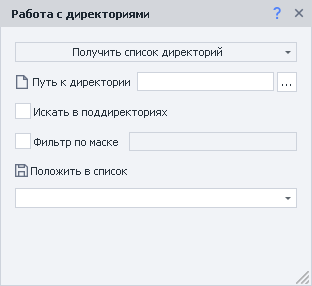 Работа с директориями ? ×
Получить список директорий
Путь к директории ...
Искать в поддиректориях
Фильтр по маске
Положить в список